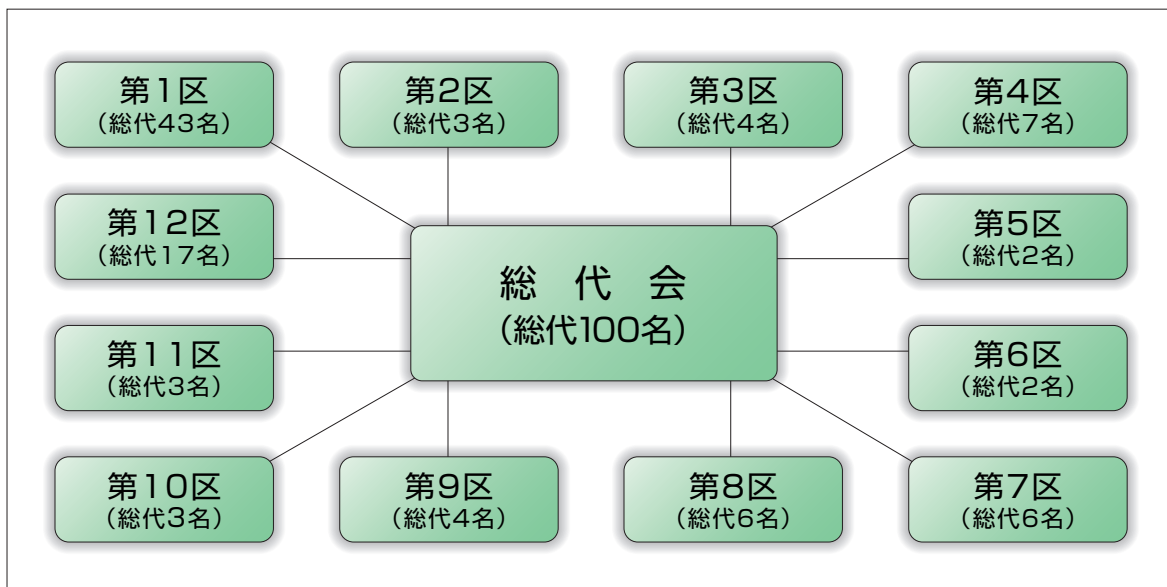 第1区
（総代43名）
第2区
（総代3名）
第3区
（総代4名）
第4区
（総代7名）
第12区
（総代17名）
第5区
（総代2名）
総　代　会
（総代100名）
第11区
（総代3名）
第6区
（総代2名）
第10区
（総代3名）
第9区
（総代4名）
第8区
（総代6名）
第7区
（総代6名）